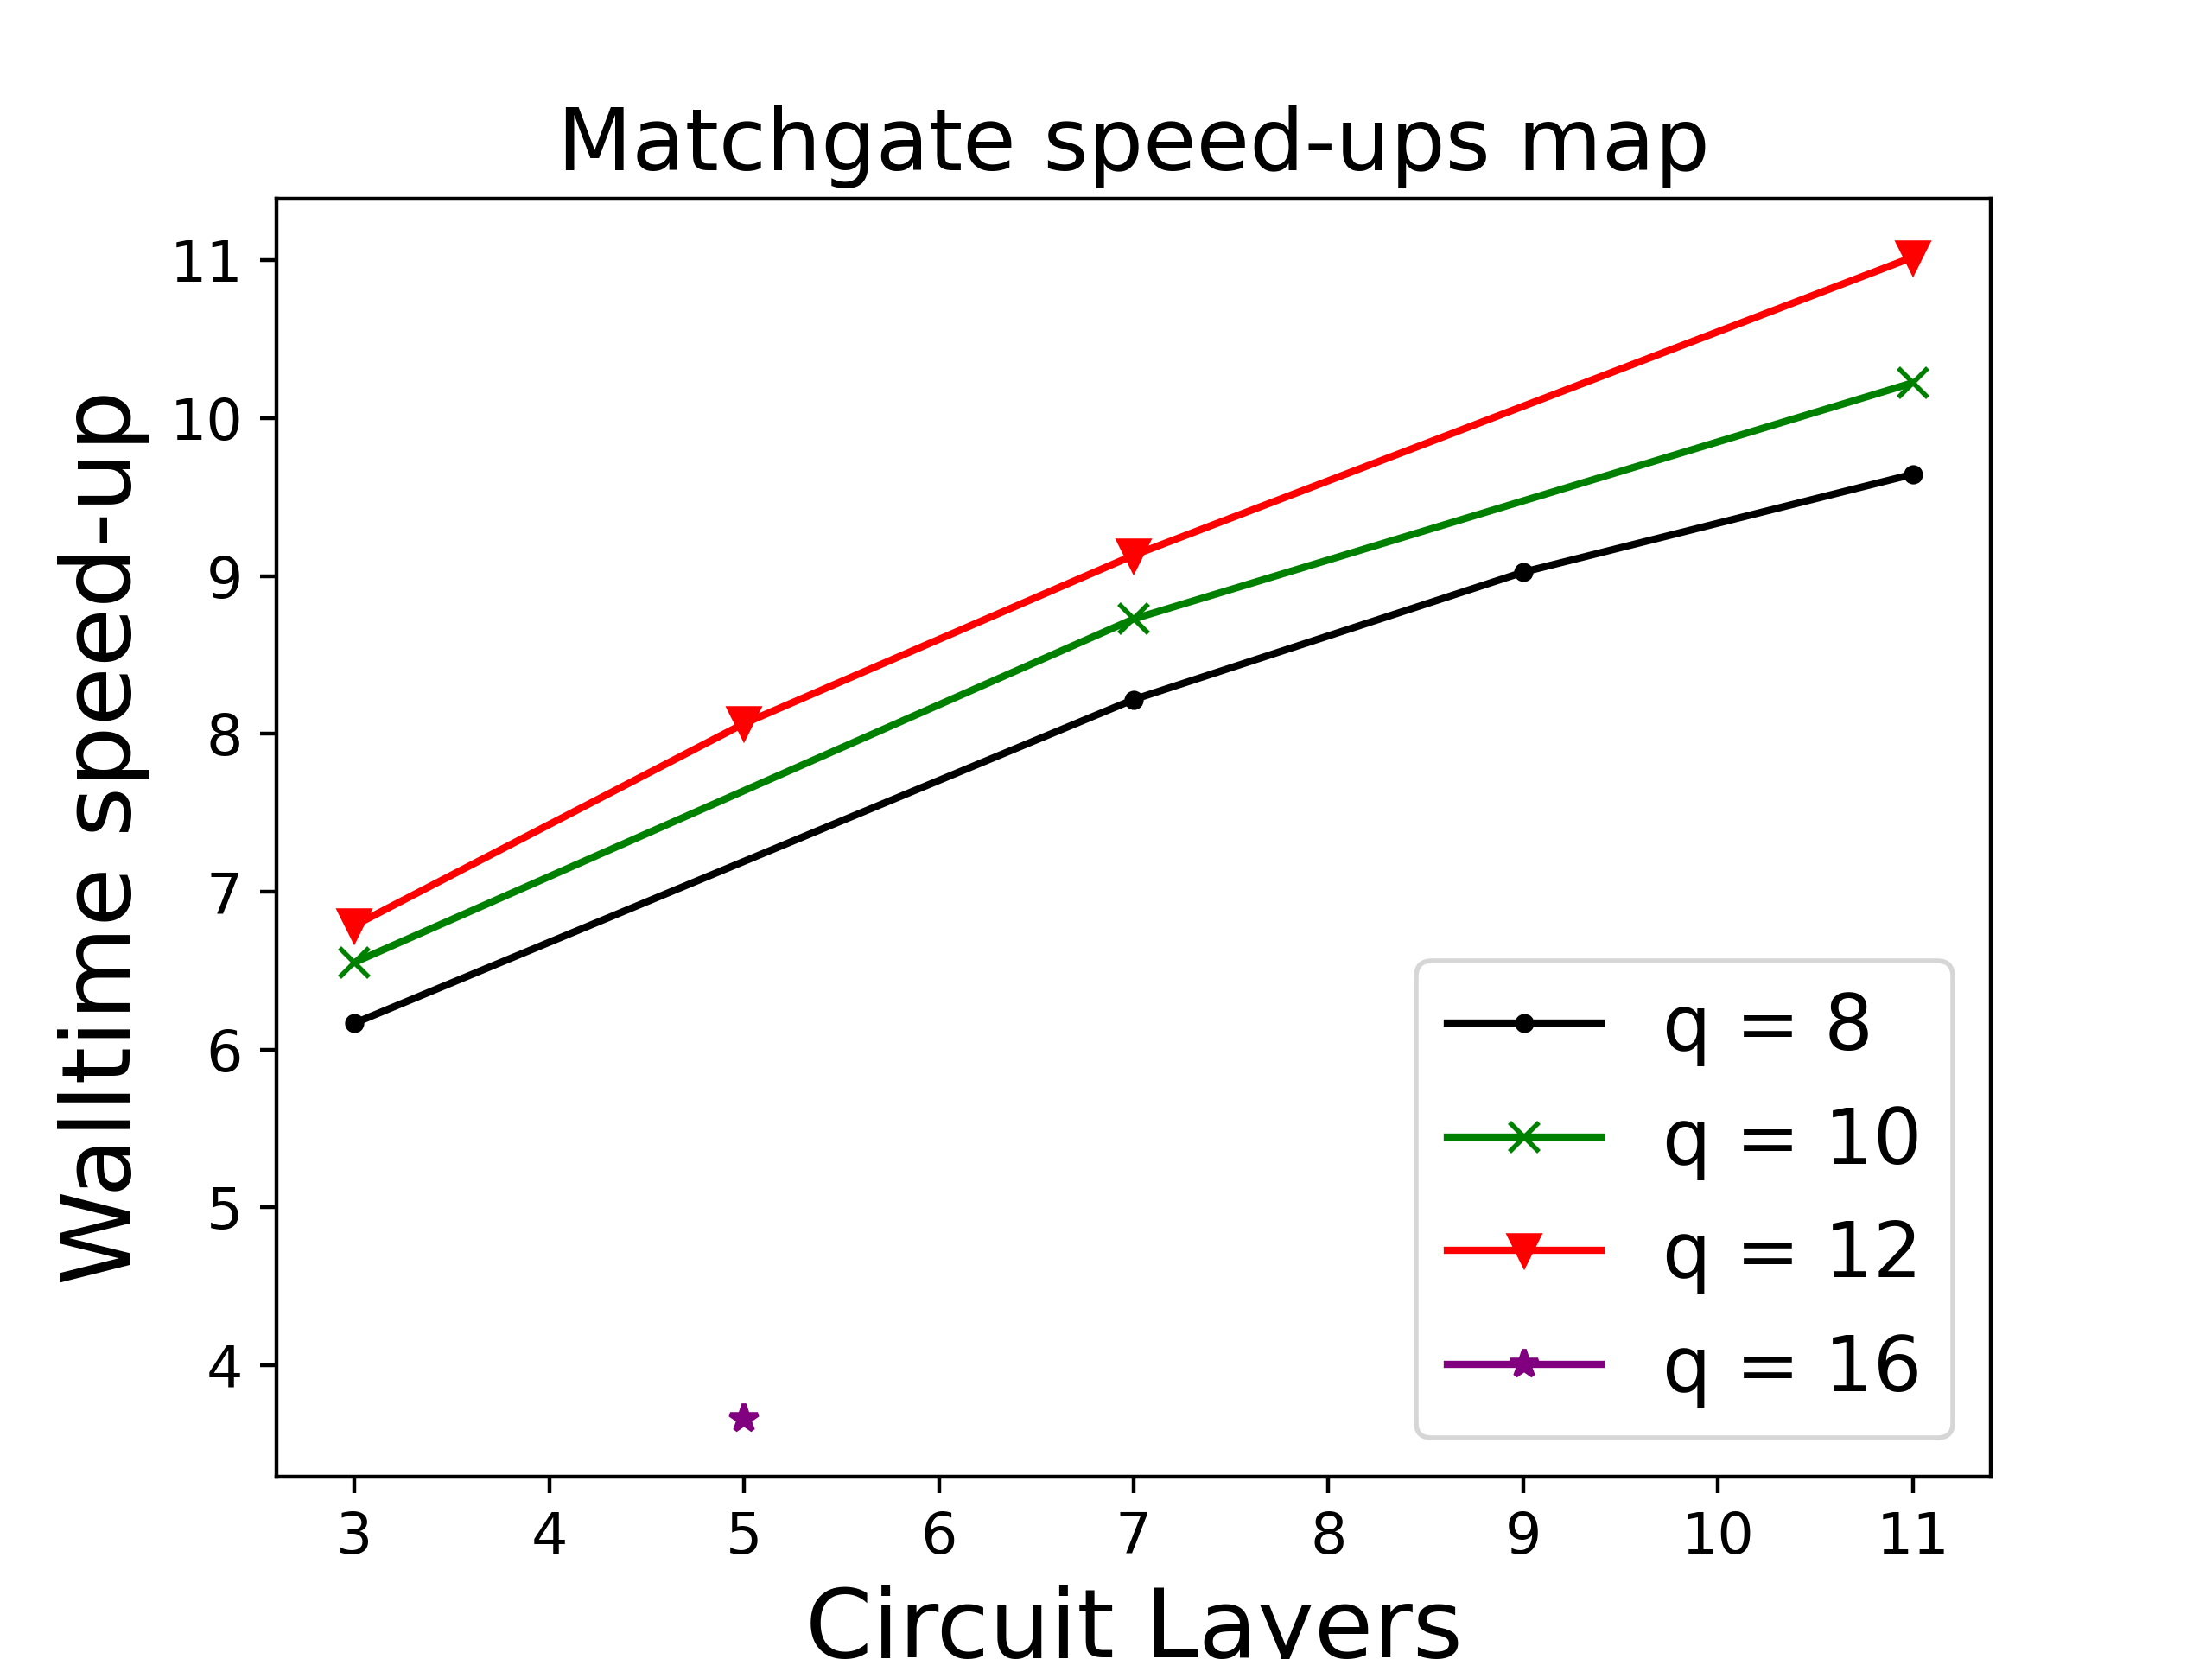 Matchgate speed-ups map
Walltime speed-up
11
10
9
8
7
6
5
4
q = 8
q = 10
q = 12
q = 16
3 4 5 6 7 8 9 10 11
Circuit Layers